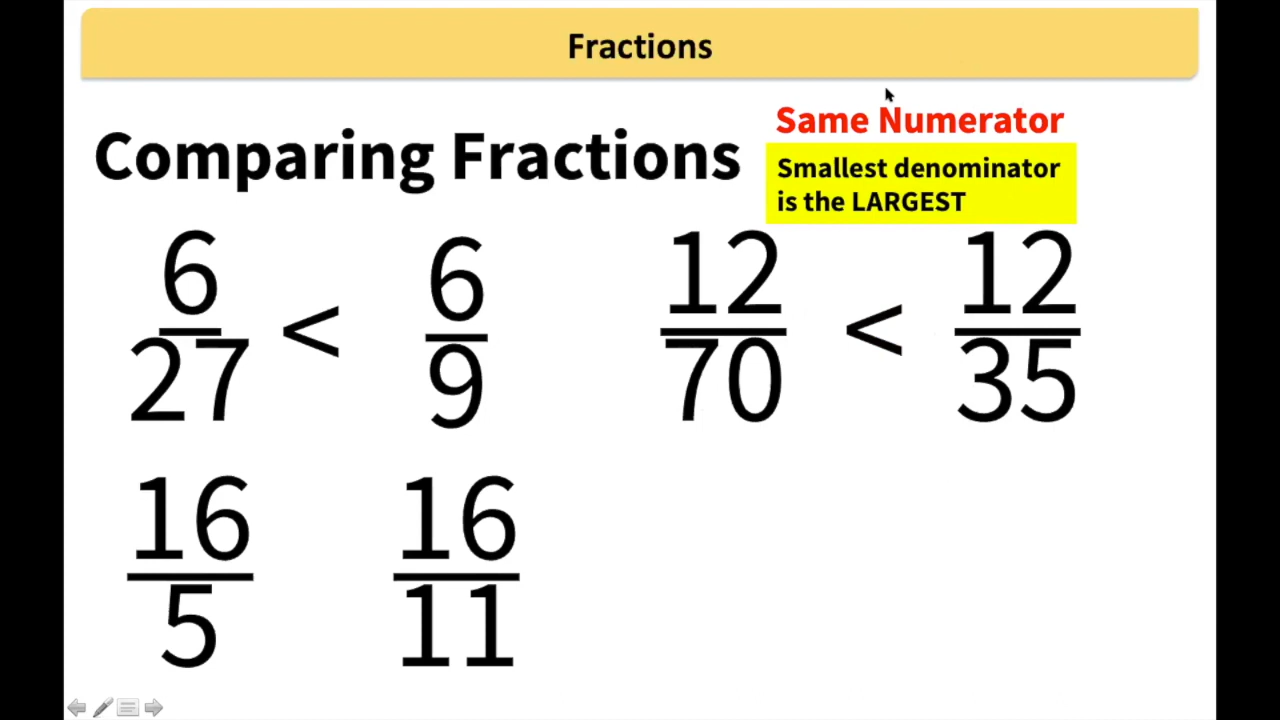 Fractions
Comparing Fractions
Same Numerator
Smallest denominator
is the LARGEST
6/27 < 6/9
12/70 < 12/35
16/5 16/11